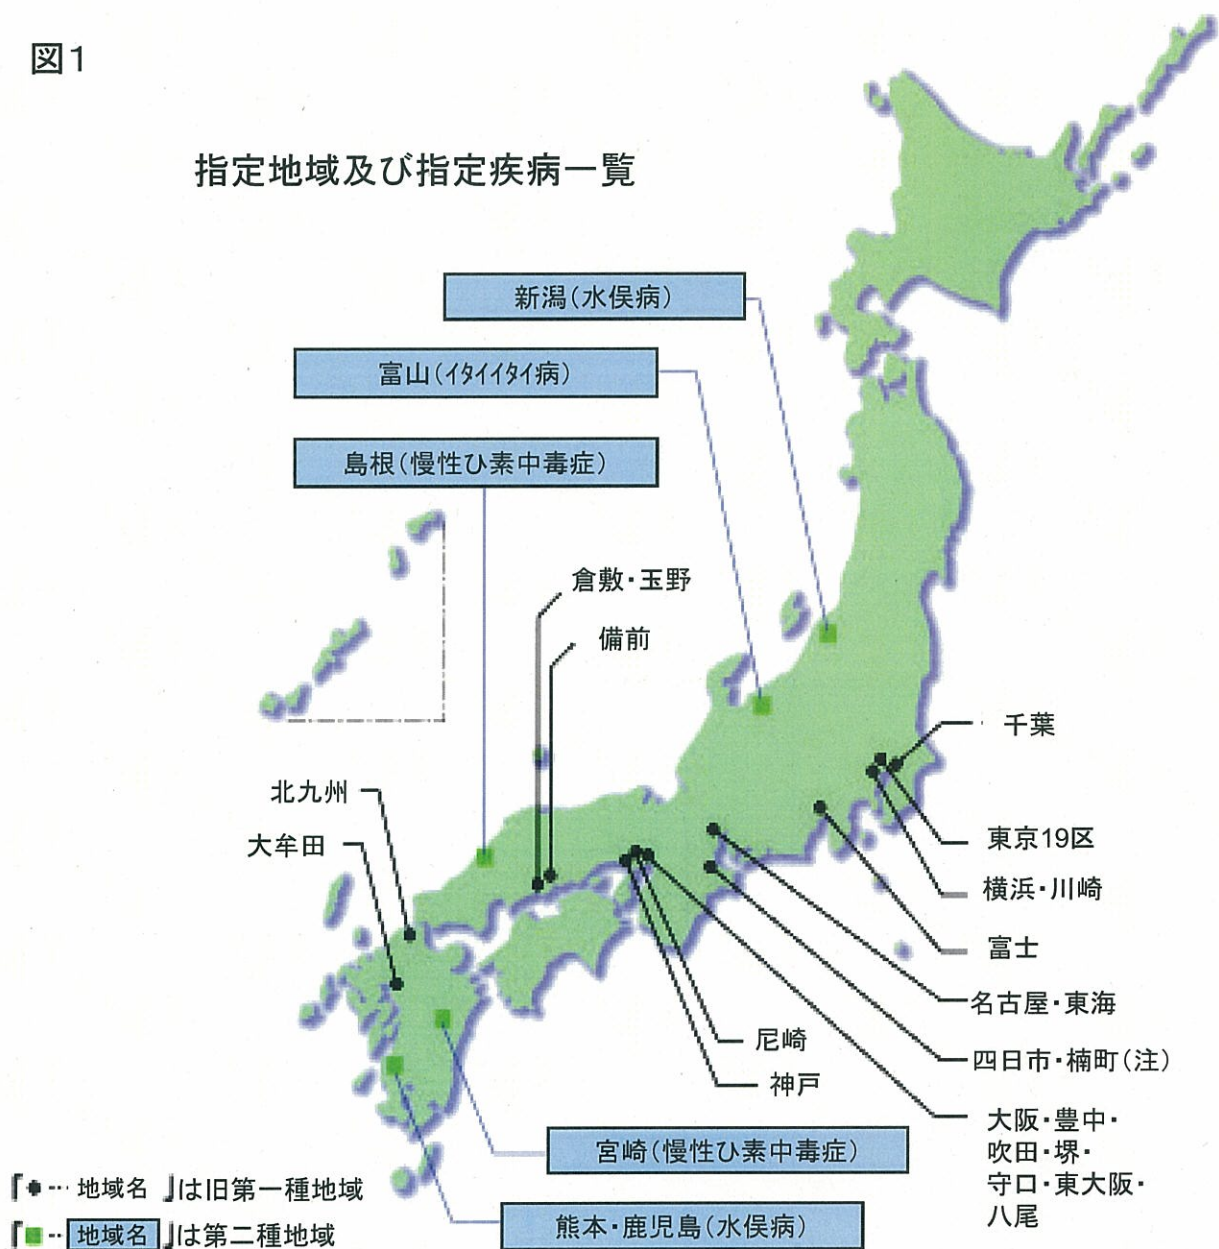 図1
指定地域及び指定疾病一覧
新潟(水俣病)
富山(イタイイタイ病)
島根(慢性ひ素中毒症)
倉敷・玉野
備前
千葉
北九州
大牟田
東京19区
横浜・川崎
富士
名古屋・東海
尼崎
四日市・楠町(注)
神戸
大阪・豊中・
吹田・堺・
守口・東大阪・
八尾
宮崎(慢性ひ素中毒症)
熊本・鹿児島(水俣病)
「●‥ 地域名 」は旧第一種地域
「■‥ 地域名 」は第二種地域